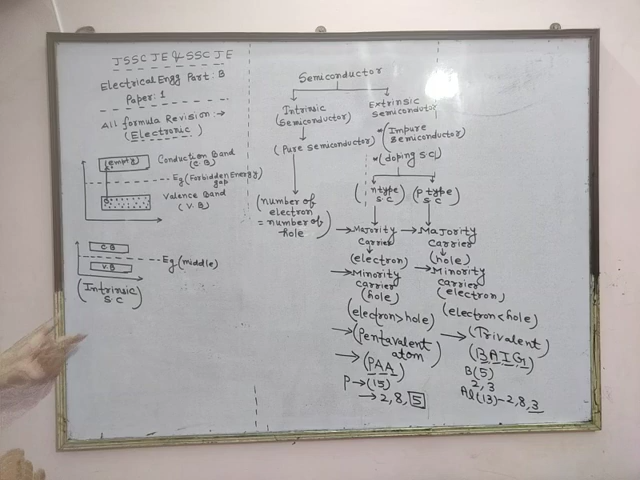 JSSC JE & SSC JE
Electrical Engg Part: B
Paper: 1
All formula Revision:→
(Electronic)
(empty)
Conduction Band
(C.B)
Eg (Forbidden Energy
gap
Valence Band
(V.B)
C.B
Eg (middle)
V.B
(Intrinsic
S C)
Semiconductor
Intrinsic
(Semiconductor)
(Pure semiconductor)
(number of
electron
= number of
hole)
Extrinsic
Semiconductor
*(Impure
Semiconductor)
*(doping S.C)
(n type
S C)
→ Majority
carrier
(electron)
→ Minority
carrier
(hole)
(electron > hole)
→ (Pentavalent
atom)
→ (PAA)
P → (15)
→ 2, 8, 5
(P type
S C)
→ Majority
carrier
(hole)
→ Minority
carrier
(electron)
(electron < hole)
→ (Trivalent)
(B A I G)
B (5)
2, 3
Al (13) – 2, 8, 3